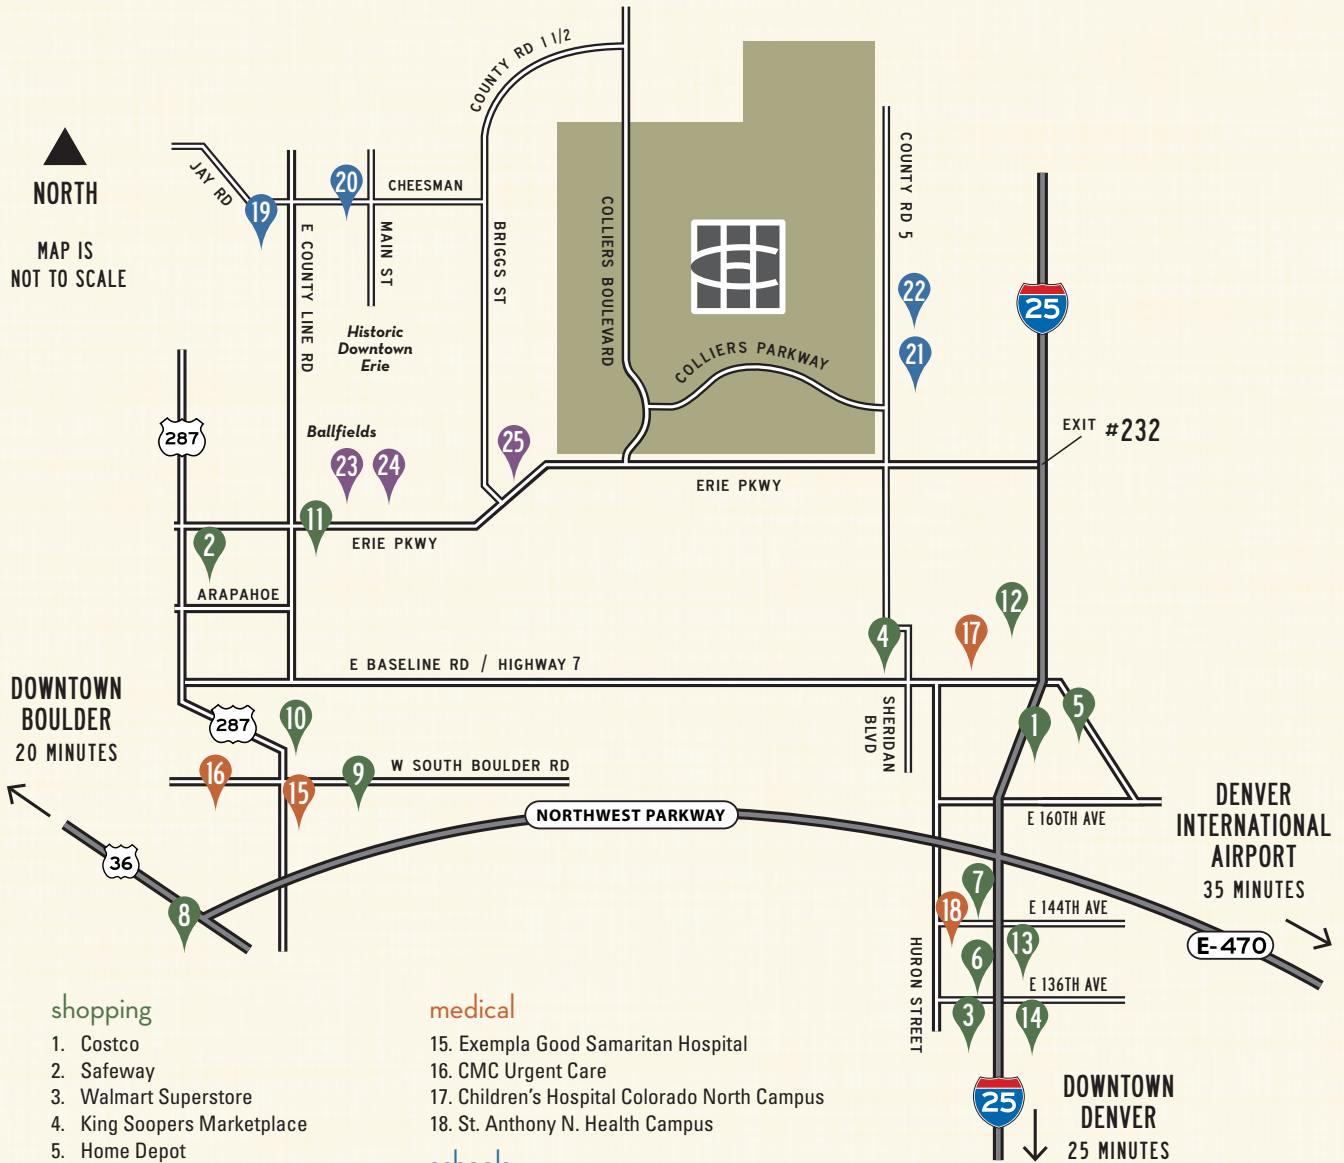 COUNTY RD 1 1/2
NORTH
MAP IS
NOT TO SCALE
JAY RD
19
20
CHEESMAN
E COUNTY LINE RD
MAIN ST
BRIGGS ST
COLLIERS BOULEVARD
COUNTY RD 5
22
21
25
Historic
Downtown
Erie
COLLIERS PARKWAY
287
Ballfields
23
24
25
EXIT #232
ERIE PKWY
11
ERIE PKWY
2
ARAPAHOE
12
4
17
E BASELINE RD / HIGHWAY 7
DOWNTOWN
BOULDER
20 MINUTES
287
10
SHERIDAN
BLVD
1
5
16
15
9
W SOUTH BOULDER RD
NORTHWEST PARKWAY
E 160TH AVE
DENVER
INTERNATIONAL
AIRPORT
35 MINUTES
36
8
7
18
E 144TH AVE
E-470
HURON STREET
13
6
E 136TH AVE
3
14
25
DOWNTOWN
DENVER
25 MINUTES
shopping
1. Costco
2. Safeway
3. Walmart Superstore
4. King Soopers Marketplace
5. Home Depot
medical
15. Exempla Good Samaritan Hospital
16. CMC Urgent Care
17. Children's Hospital Colorado North Campus
18. St. Anthony N. Health Campus